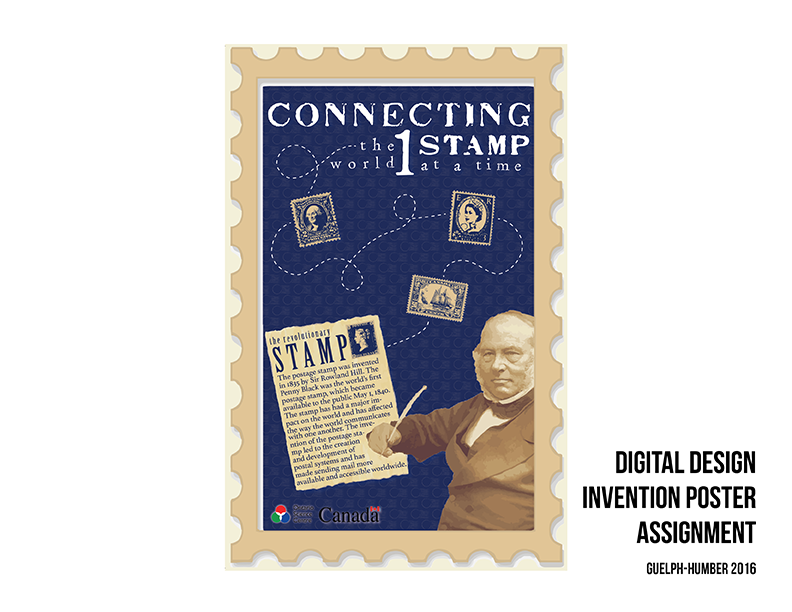 CONNECTING
the 1 STAMP
world at a time
E R
the revolutionary
STAMP
The postage stamp was invented
in 1835 by Sir Rowland Hill. The
Penny Black was the world's first
postage stamp, which became
available to the public May 1, 1840.
The stamp has had a major im-
pact on the world and has affected
the way the world communicates
with one another. The inve-
ntion of the postage sta-
mp led to the creation
and development of
postal systems and has
made sending mail more
available and accessible worldwide.
Ontario
Science
Centre
Canada
DIGITAL DESIGN
INVENTION POSTER
ASSIGNMENT
GUELPH-HUMBER 2016